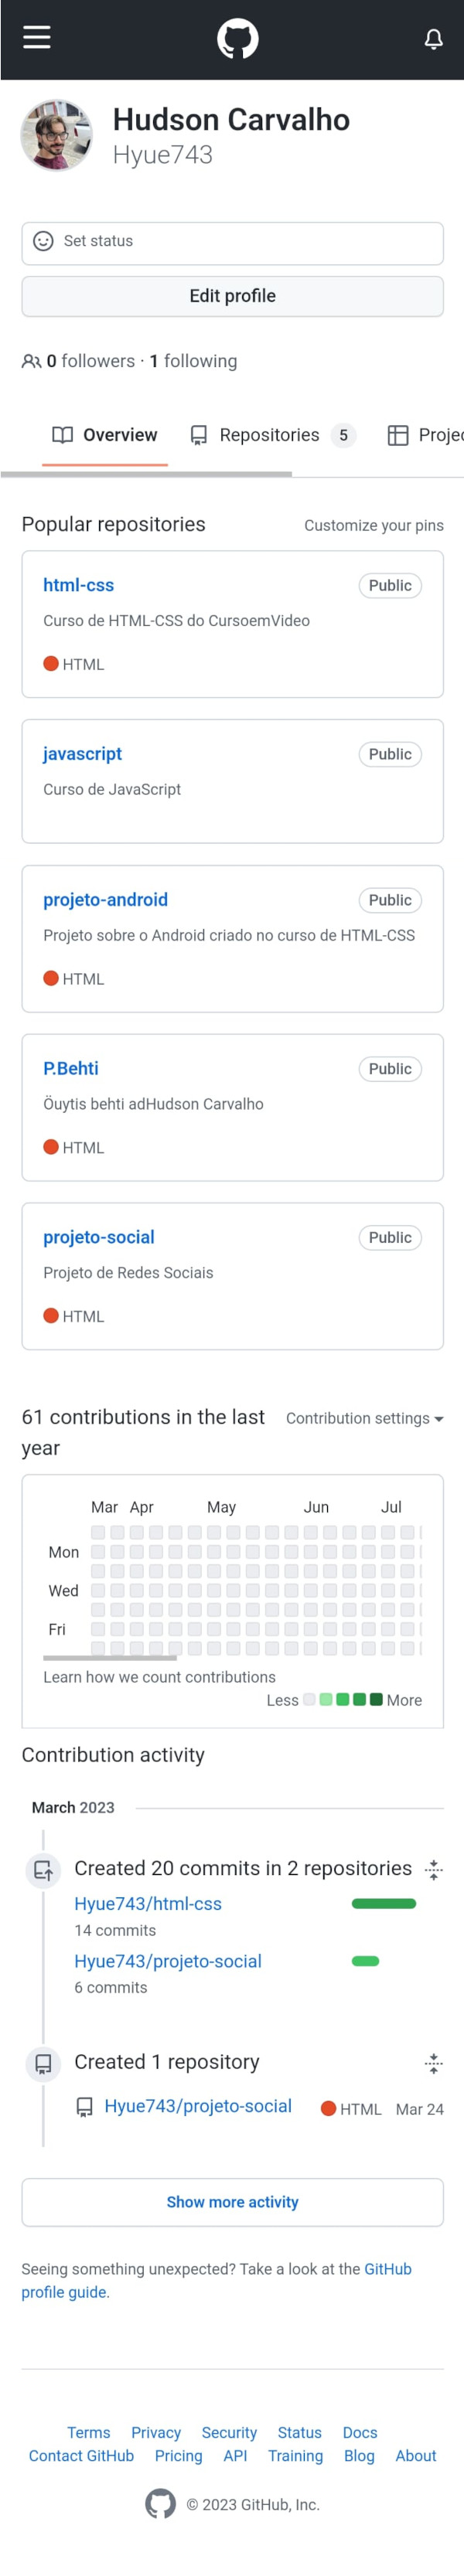 Hudson Carvalho
Hyue743
Set status
Edit profile
0 followers · 1 following
Overview Repositories 5 Projec
Popular repositories Customize your pins
html-css Public
Curso de HTML-CSS do CursoemVideo
HTML
javascript Public
Curso de JavaScript
projeto-android Public
Projeto sobre o Android criado no curso de HTML-CSS
HTML
P.Behti Public
Öuytis behti adHudson Carvalho
HTML
projeto-social Public
Projeto de Redes Sociais
HTML
61 contributions in the last Contribution settings
year
Mar Apr May Jun Jul
Mon
Wed
Fri
Learn how we count contributions
Less More
Contribution activity
March 2023
Created 20 commits in 2 repositories
Hyue743/html-css
14 commits
Hyue743/projeto-social
6 commits
Created 1 repository
Hyue743/projeto-social HTML Mar 24
Show more activity
Seeing something unexpected? Take a look at the GitHub
profile guide.
Terms Privacy Security Status Docs
Contact GitHub Pricing API Training Blog About
© 2023 GitHub, Inc.